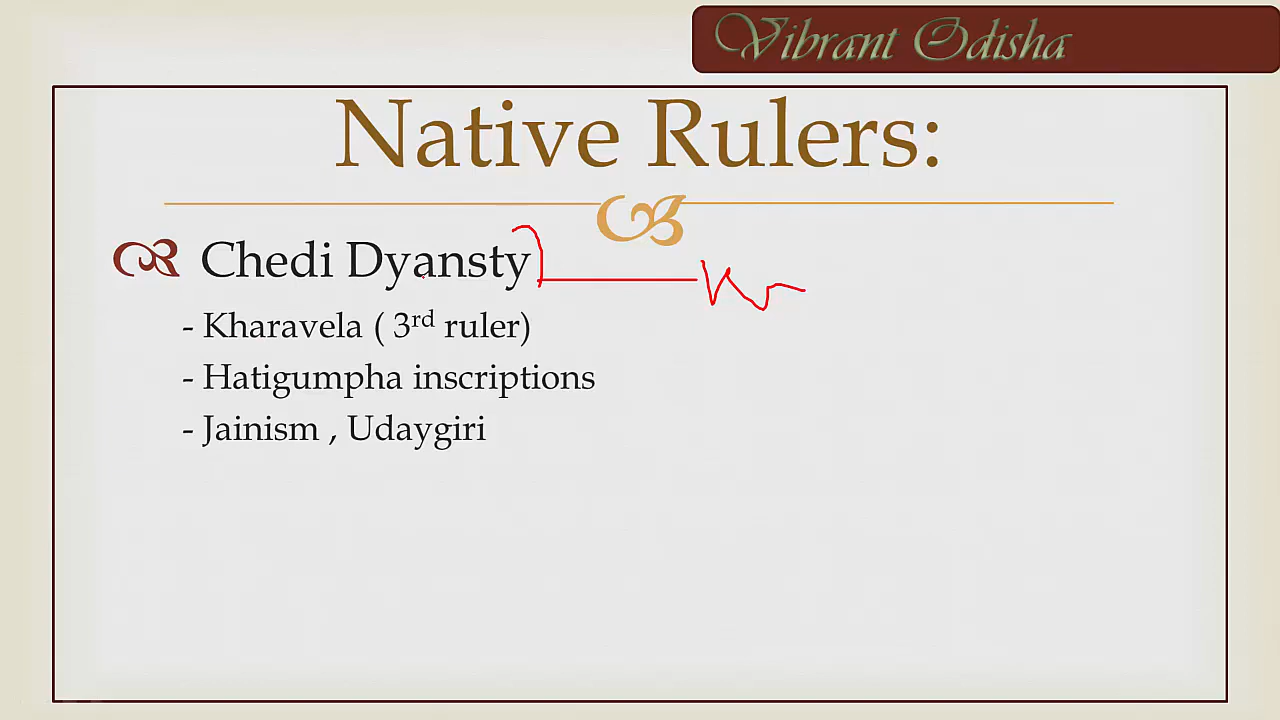 Vibrant Odisha
Native Rulers:
Chedi Dyansty
- Kharavela ( 3rd ruler)
- Hatigumpha inscriptions
- Jainism , Udaygiri